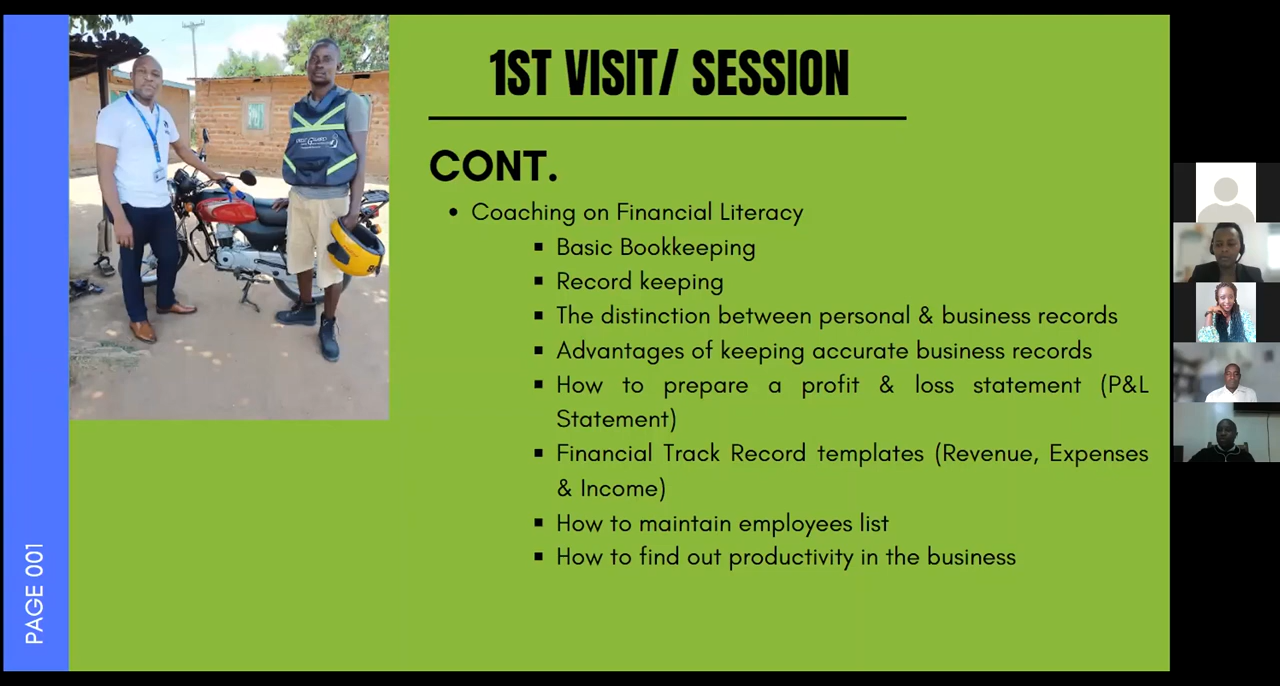 1ST VISIT/ SESSION
CONT.
• Coaching on Financial Literacy
▪ Basic Bookkeeping
▪ Record keeping
▪ The distinction between personal & business records
▪ Advantages of keeping accurate business records
▪ How to prepare a profit & loss statement (P&L
Statement)
▪ Financial Track Record templates (Revenue, Expenses
& Income)
▪ How to maintain employees list
▪ How to find out productivity in the business
PAGE 001